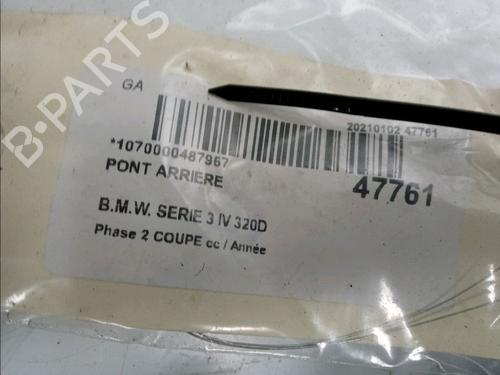 B-PARTS
GA
20210102 47761
*1070000487967
PONT ARRIERE
47761
B.M.W. SERIE 3 IV 320D
Phase 2 COUPE cc / Année